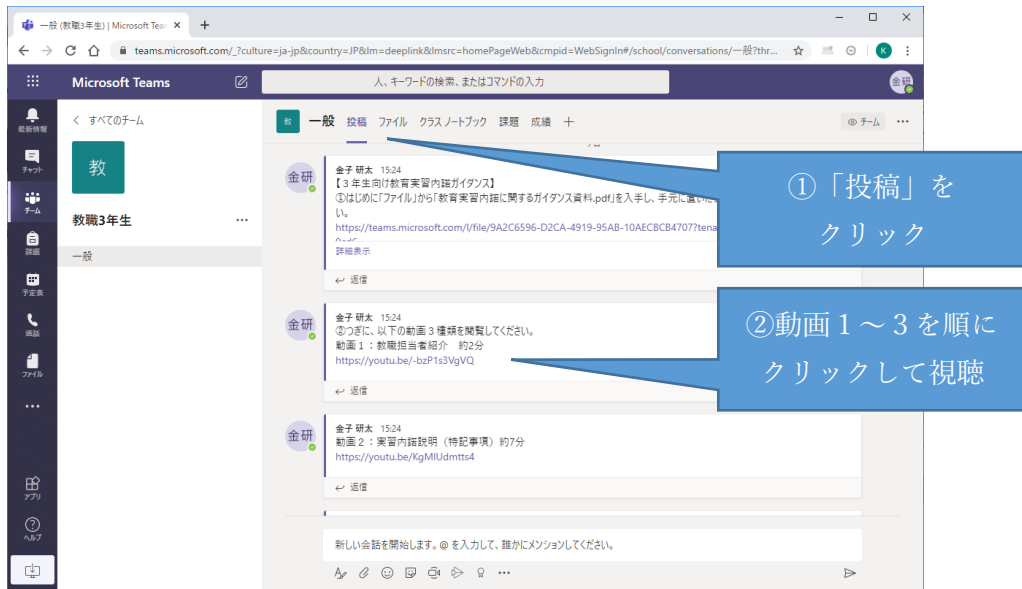 一般 (教職3年生) | Microsoft Tea
teams.microsoft.com/_?culture=ja-jp&country=JP&lm=deeplink&lmsrc=homePageWeb&cmpid=WebSignIn#/school/conversations/一般?thr...
K
Microsoft Teams
人、キーワードの検索、またはコマンドの入力
金研
最新情報
チャット
チーム
課題
予定表
通話
ファイル
アプリ
ヘルプ
すべてのチーム
教
教職3年生
一般
教 一般 投稿 ファイル クラス ノートブック 課題 成績 +
チーム
金研
金子 研太 15:24
【３年生向け教育実習内諾ガイダンス】
①はじめに「ファイル」から「教育実習内諾に関するガイダンス資料.pdf」を入手し、手元に置いた
い。
https://teams.microsoft.com/l/file/9A2C6596-D2CA-4919-95AB-10AECBCB4707?tena
詳細表示
返信
金研
金子 研太 15:24
②つぎに、以下の動画３種類を閲覧してください。
動画１：教職担当者紹介 約2分
https://youtu.be/-bzP1s3VgVQ
返信
金研
金子 研太 15:24
動画２：実習内諾説明（特記事項）約7分
https://youtu.be/KgMlUdmtts4
返信
新しい会話を開始します。@ を入力して、誰かにメンションしてください。
①「投稿」を
クリック
②動画１～３を順に
クリックして視聴